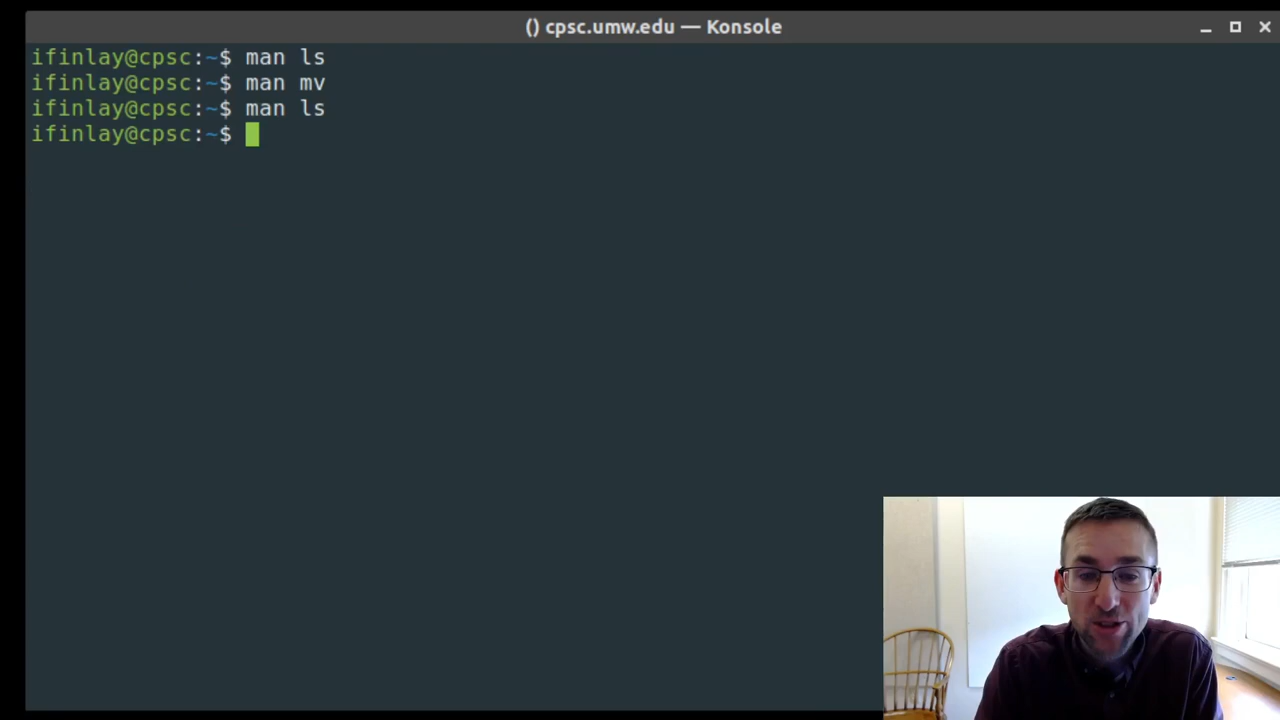 () cpsc.umw.edu — Konsole
ifinlay@cpsc:~$ man ls
ifinlay@cpsc:~$ man mv
ifinlay@cpsc:~$ man ls
ifinlay@cpsc:~$